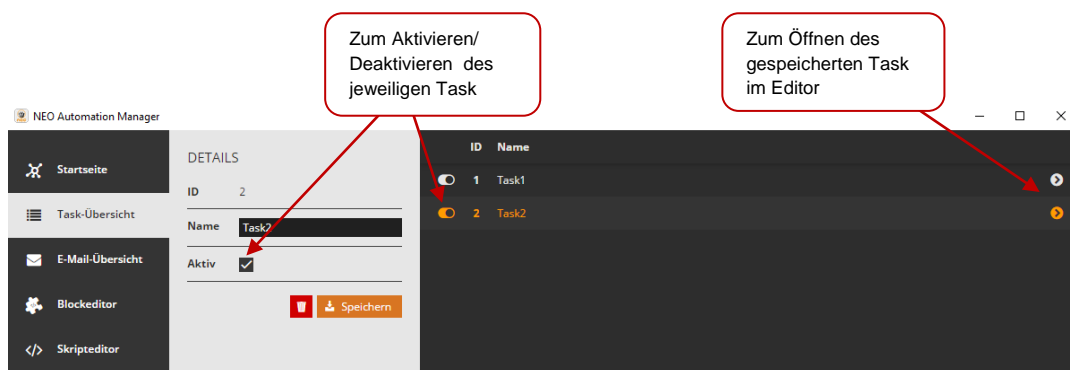 Zum Aktivieren/
Deaktivieren des
jeweiligen Task
Zum Öffnen des
gespeicherten Task
im Editor
NEO Automation Manager
Startseite
Task-Übersicht
E-Mail-Übersicht
Blockeditor
Skripteditor
DETAILS
ID 2
Name Task2
Aktiv
Speichern
ID Name
1 Task1
2 Task2